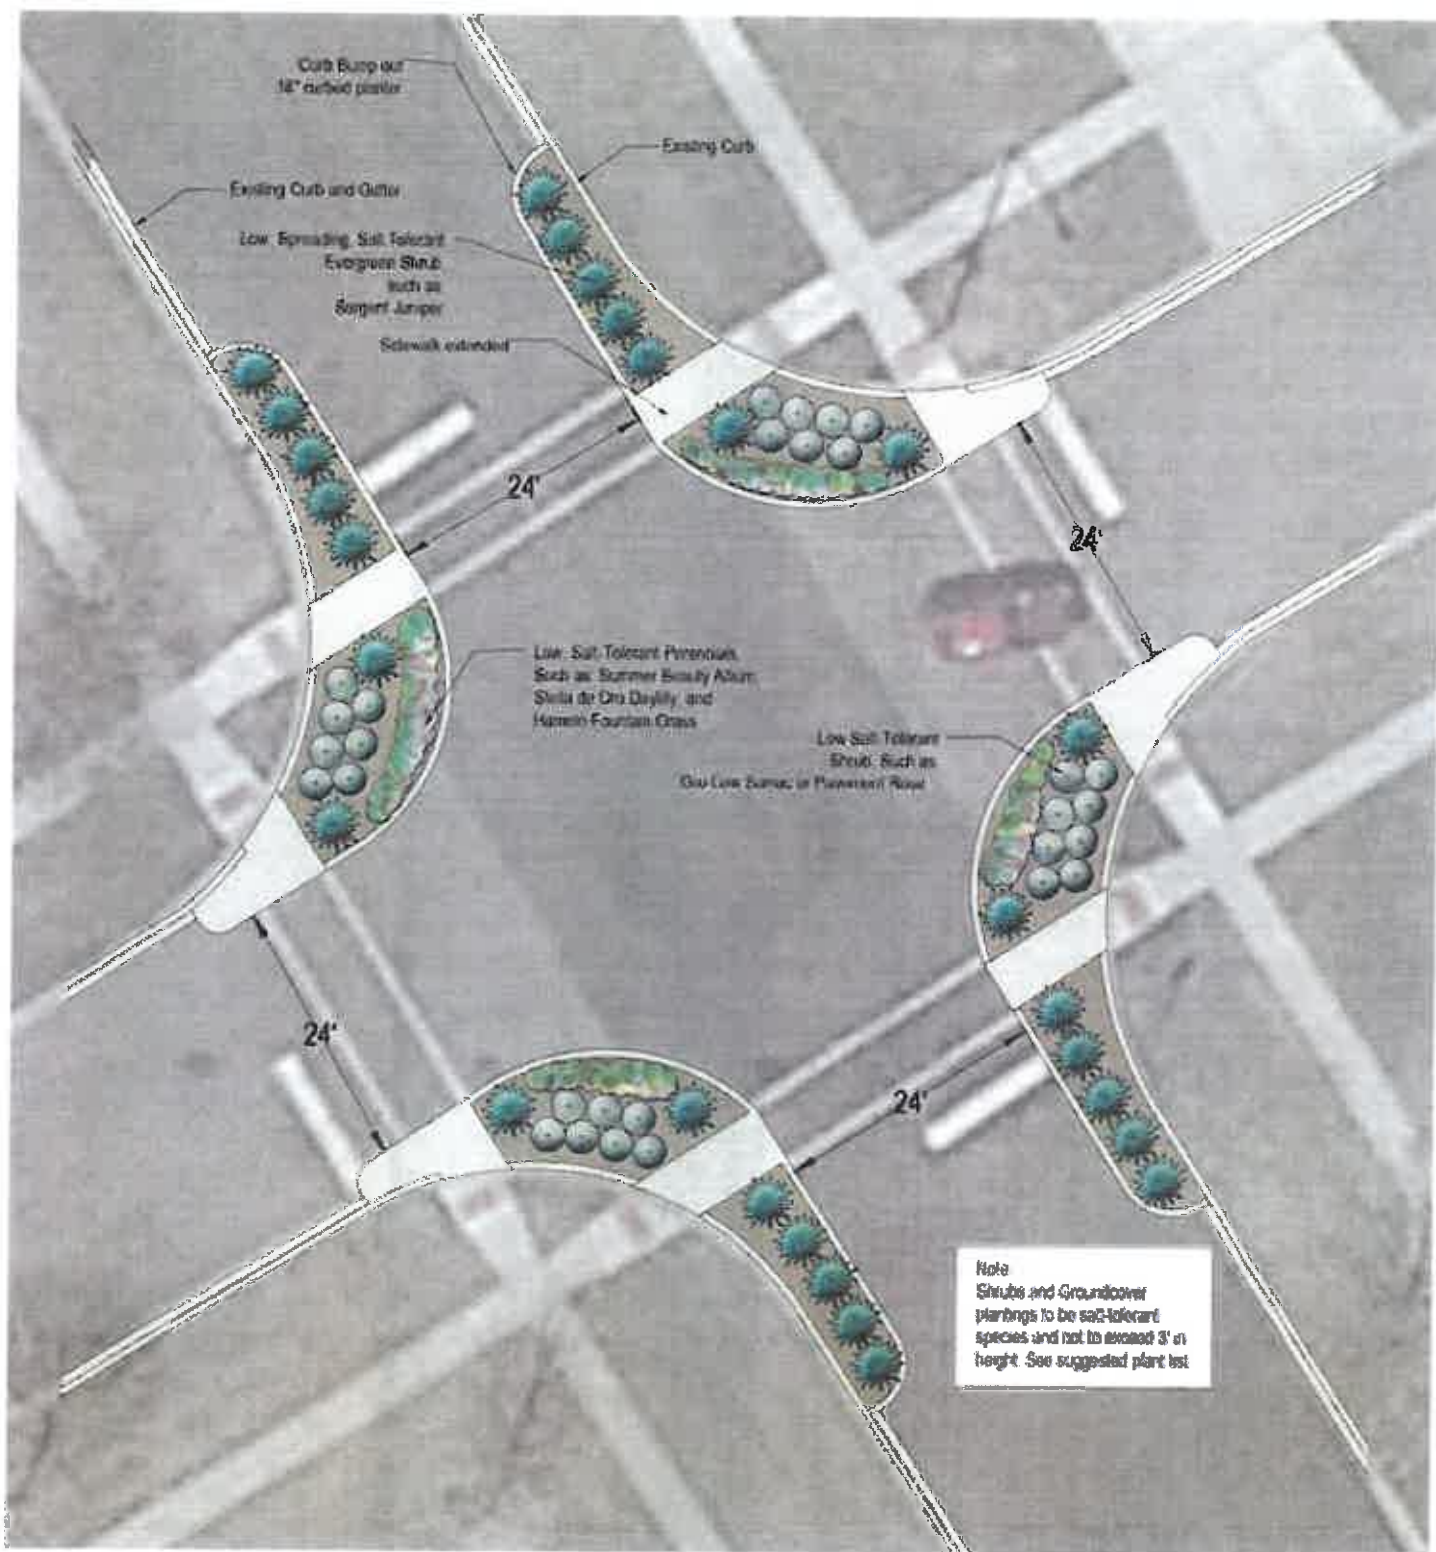 Curb Bump out
18" curbed planter
Existing Curb
Existing Curb and Gutter
Low, Spreading, Salt Tolerant
Evergreen Shrub
such as
Sargent Juniper
Sidewalk extended
24'
24'
Low, Salt-Tolerant Perennials,
Such as: Summer Beauty Allium,
Stella de Oro Daylily, and
Hameln Fountain Grass
Low Salt Tolerant
Shrub, Such as
Gro-Low Sumac or Pavement Rose
24'
24'
Note
Shrubs and Groundcover
plantings to be salt-tolerant
species and not to exceed 3' in
height. See suggested plant list